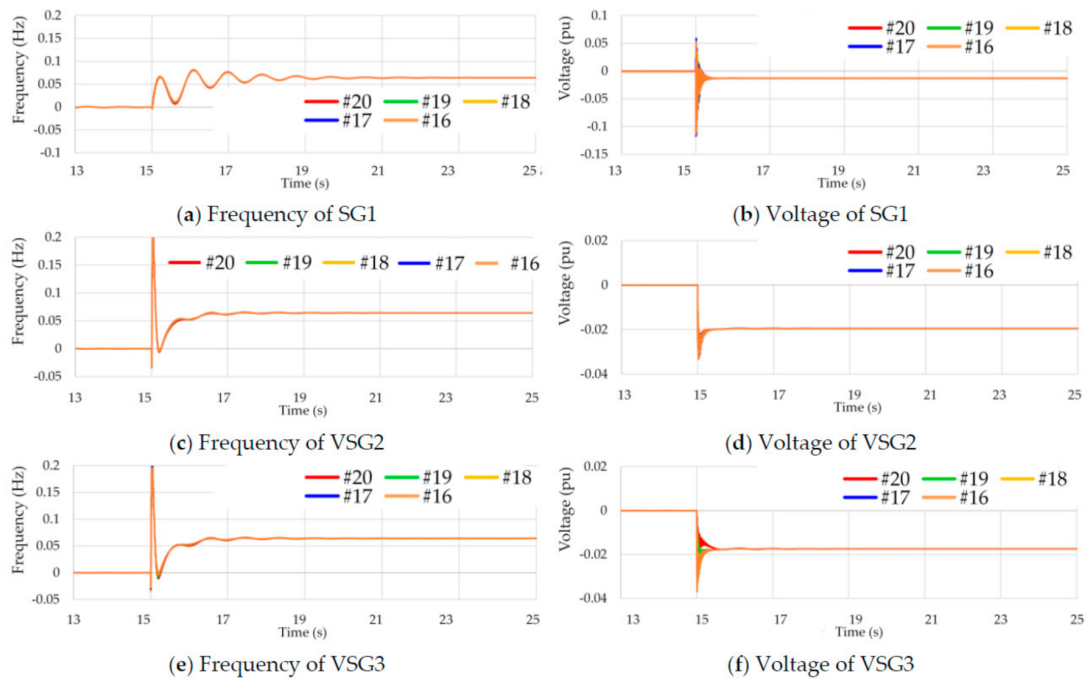 Frequency (Hz)
0.2
0.15
0.1
0.05
0
-0.05
-0.1
#20 #19 #18
#17 #16
13 15 17 19 21 23 25
Time (s)
(a) Frequency of SG1
Voltage (pu)
0.1
0.05
0
-0.05
-0.1
-0.15
#20 #19 #18
#17 #16
13 15 17 19 21 23 25
Time (s)
(b) Voltage of SG1
Frequency (Hz)
0.2
0.15
0.1
0.05
0
-0.05
#20 #19 #18 #17 #16
13 15 17 19 21 23 25
Time (s)
(c) Frequency of VSG2
Voltage (pu)
0.02
0
-0.02
-0.04
#20 #19 #18
#17 #16
13 15 17 19 21 23 25
Time (s)
(d) Voltage of VSG2
Frequency (Hz)
0.2
0.15
0.1
0.05
0
-0.05
#20 #19 #18
#17 #16
13 15 17 19 21 23 25
Time (s)
(e) Frequency of VSG3
Voltage (pu)
0.02
0
-0.02
-0.04
#20 #19 #18
#17 #16
13 15 17 19 21 23 25
Time (s)
(f) Voltage of VSG3